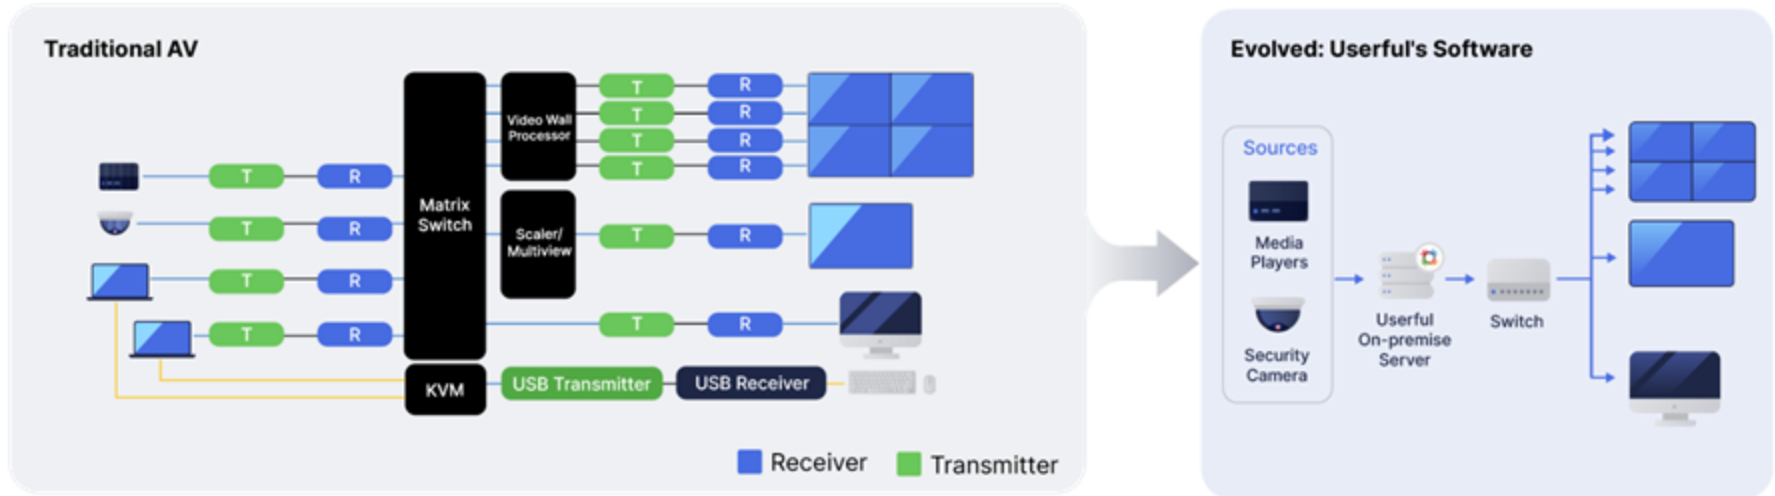 Traditional AV
Matrix
Switch
Video Wall
Processor
Scaler/
Multiview
T R
T R
T R
T R
T R
T R
T R
T R
T R
T R
KVM
USB Transmitter
USB Receiver
Receiver
Transmitter
Evolved: Userful's Software
Sources
Media
Players
Security
Camera
Userful
On-premise
Server
Switch